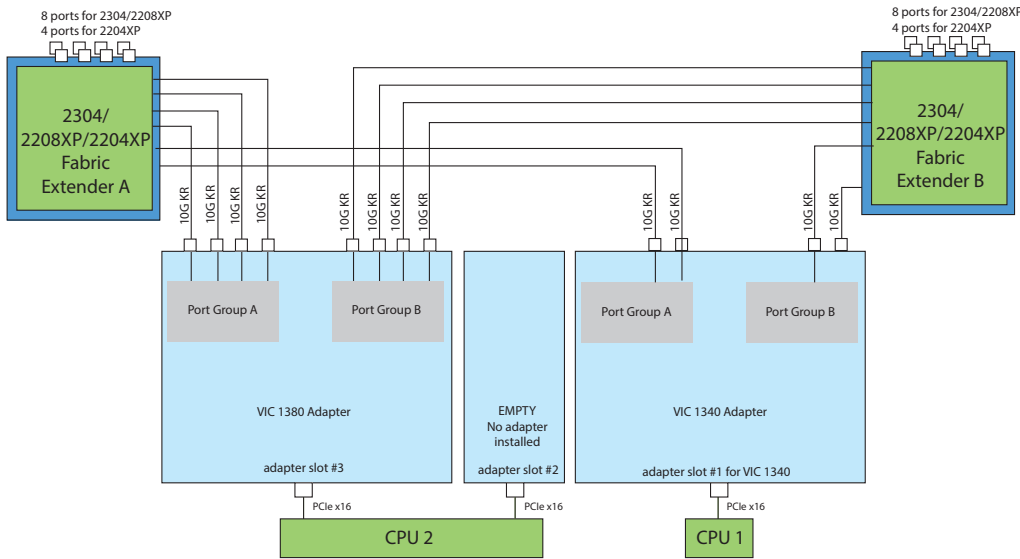 8 ports for 2304/2208XP
4 ports for 2204XP
8 ports for 2304/2208XP
4 ports for 2204XP
2304/
2208XP/2204XP
Fabric
Extender A
2304/
2208XP/2204XP
Fabric
Extender B
10G KR
10G KR
10G KR
10G KR
10G KR
10G KR
10G KR
10G KR
10G KR
10G KR
10G KR
10G KR
Port Group A
Port Group B
Port Group A
Port Group B
VIC 1380 Adapter
EMPTY
No adapter
installed
VIC 1340 Adapter
adapter slot #3
adapter slot #2
adapter slot #1 for VIC 1340
PCIe x16
PCIe x16
PCIe x16
CPU 2
CPU 1